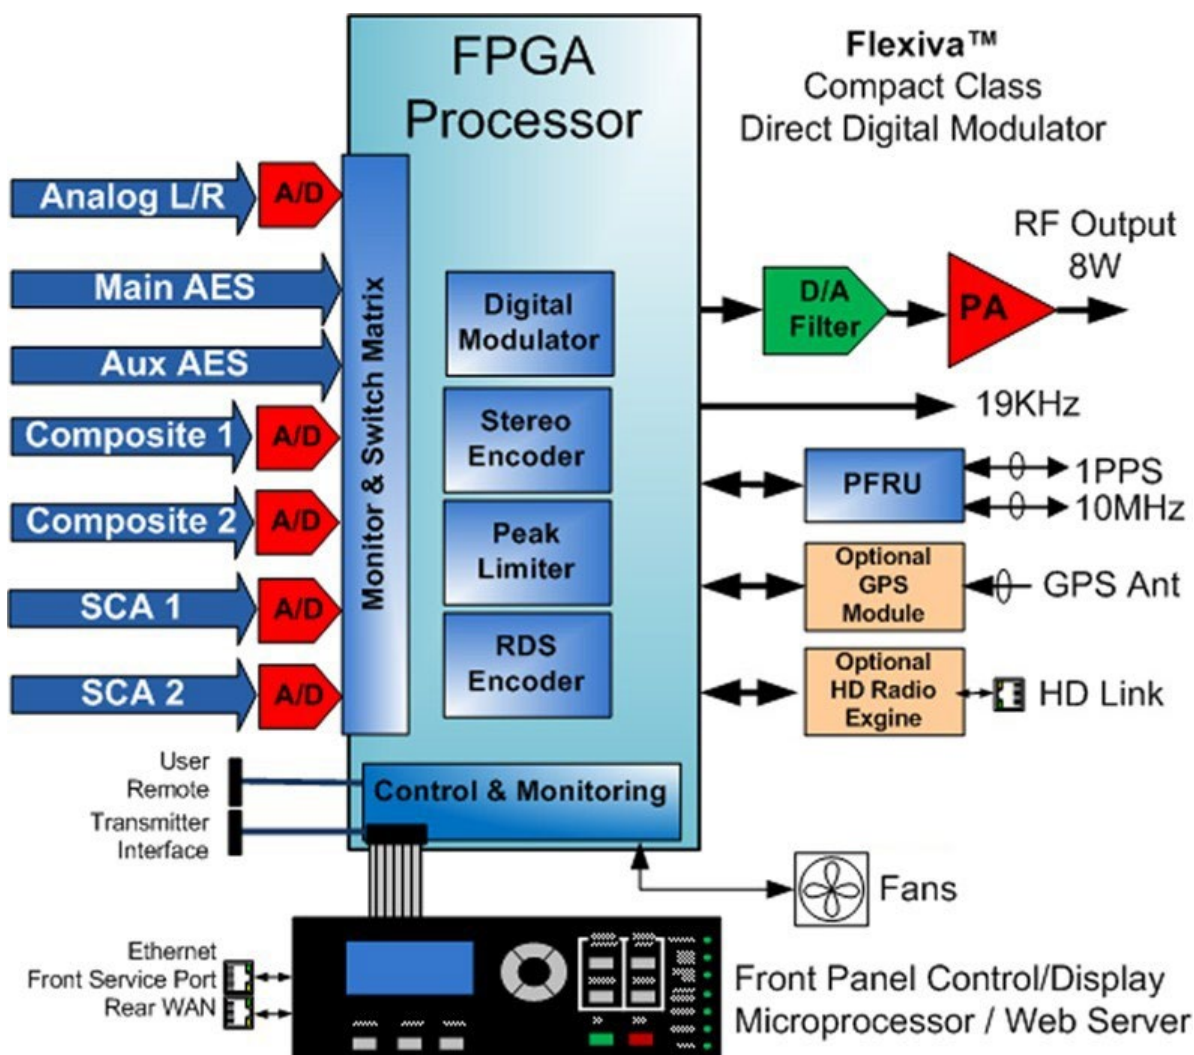 FPGA
Processor
Flexiva™
Compact Class
Direct Digital Modulator
Analog L/R
A/D
Main AES
Aux AES
Composite 1
A/D
Composite 2
A/D
SCA 1
A/D
SCA 2
A/D
Monitor & Switch Matrix
Digital
Modulator
Stereo
Encoder
Peak
Limiter
RDS
Encoder
D/A
Filter
PA
RF Output
8W
19KHz
PFRU
1PPS
10MHz
Optional
GPS
Module
GPS Ant
Optional
HD Radio
Exgine
HD Link
User
Remote
Transmitter
Interface
Control & Monitoring
Fans
Ethernet
Front Service Port
Rear WAN
Front Panel Control/Display
Microprocessor / Web Server